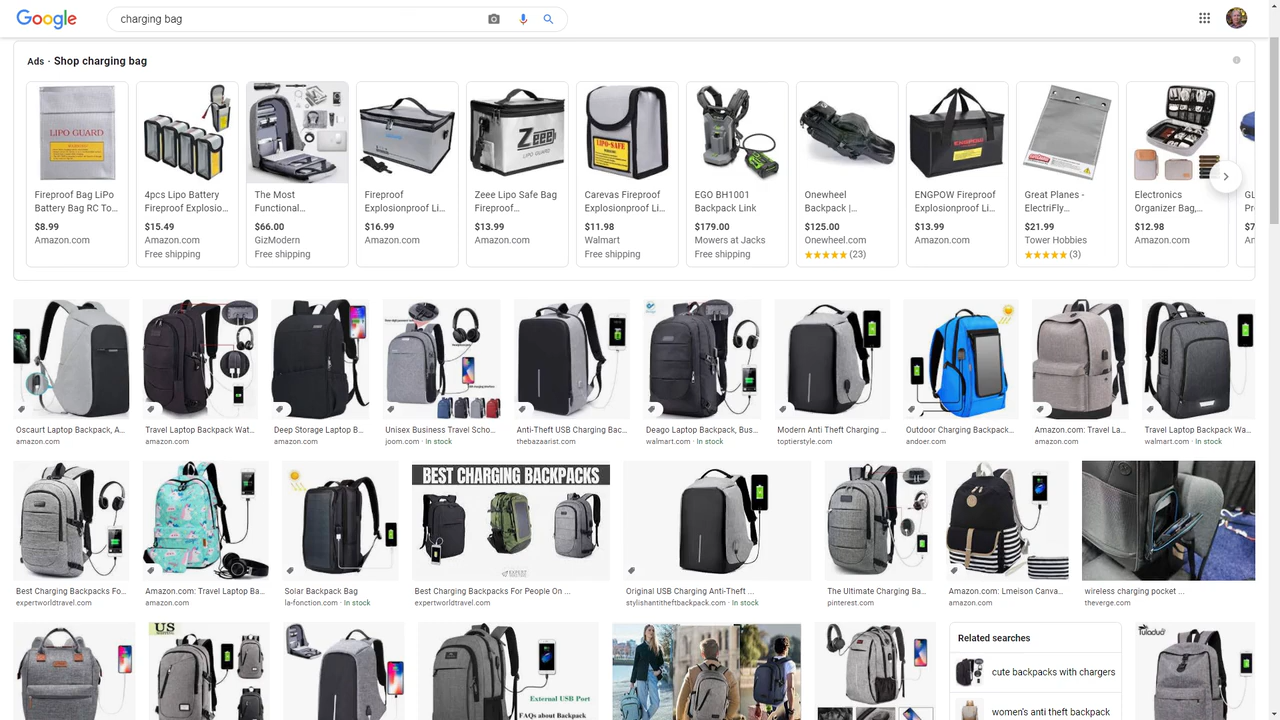 Google
charging bag
Ads · Shop charging bag
LIPO GUARD
Fireproof Bag LiPo
Battery Bag RC To...
$8.99
Amazon.com
4pcs Lipo Battery
Fireproof Explosio...
$15.49
Amazon.com
Free shipping
The Most
Functional...
$66.00
GizModern
Free shipping
Fireproof
Explosionproof Li...
$16.99
Amazon.com
Zeee
LIPO GUARD
Zeee Lipo Safe Bag
Fireproof...
$13.99
Amazon.com
LIPO-SAFE
Carevas Fireproof
Explosionproof Li...
$11.98
Walmart
Free shipping
EGO BH1001
Backpack Link
$179.00
Mowers at Jacks
Free shipping
Onewheel
Backpack |...
$125.00
Onewheel.com
(23)
ENGPOW
ENGPOW Fireproof
Explosionproof Li...
$13.99
Amazon.com
Great Planes -
ElectriFly...
$21.99
Tower Hobbies
(3)
Electronics
Organizer Bag,...
$12.98
Amazon.com
GL
Pr
$7
An
Oscaurt Laptop Backpack, A...
amazon.com
Travel Laptop Backpack Wat...
amazon.com
Deep Storage Laptop B...
amazon.com
Unisex Business Travel Scho...
joom.com · In stock
Anti-Theft USB Charging Bac...
thebazaarist.com
Deago Laptop Backpack, Bus...
walmart.com · In stock
Modern Anti Theft Charging ...
toptierstyle.com
Outdoor Charging Backpack...
andoer.com
Amazon.com: Travel La...
amazon.com
Travel Laptop Backpack Wa...
walmart.com · In stock
BEST CHARGING BACKPACKS
Best Charging Backpacks Fo...
expertworldtravel.com
Amazon.com: Travel Laptop Ba...
amazon.com
Solar Backpack Bag
la-fonction.com · In stock
Best Charging Backpacks For People On ...
expertworldtravel.com
Original USB Charging Anti-Theft ...
stylishantitheftbackpack.com · In stock
The Ultimate Charging Ba...
pinterest.com
Amazon.com: Lmeison Canva...
amazon.com
wireless charging pocket ...
theverge.com
US
External USB Port
FAQs about Backpack
Related searches
cute backpacks with chargers
women's anti theft backpack
Tuladuo